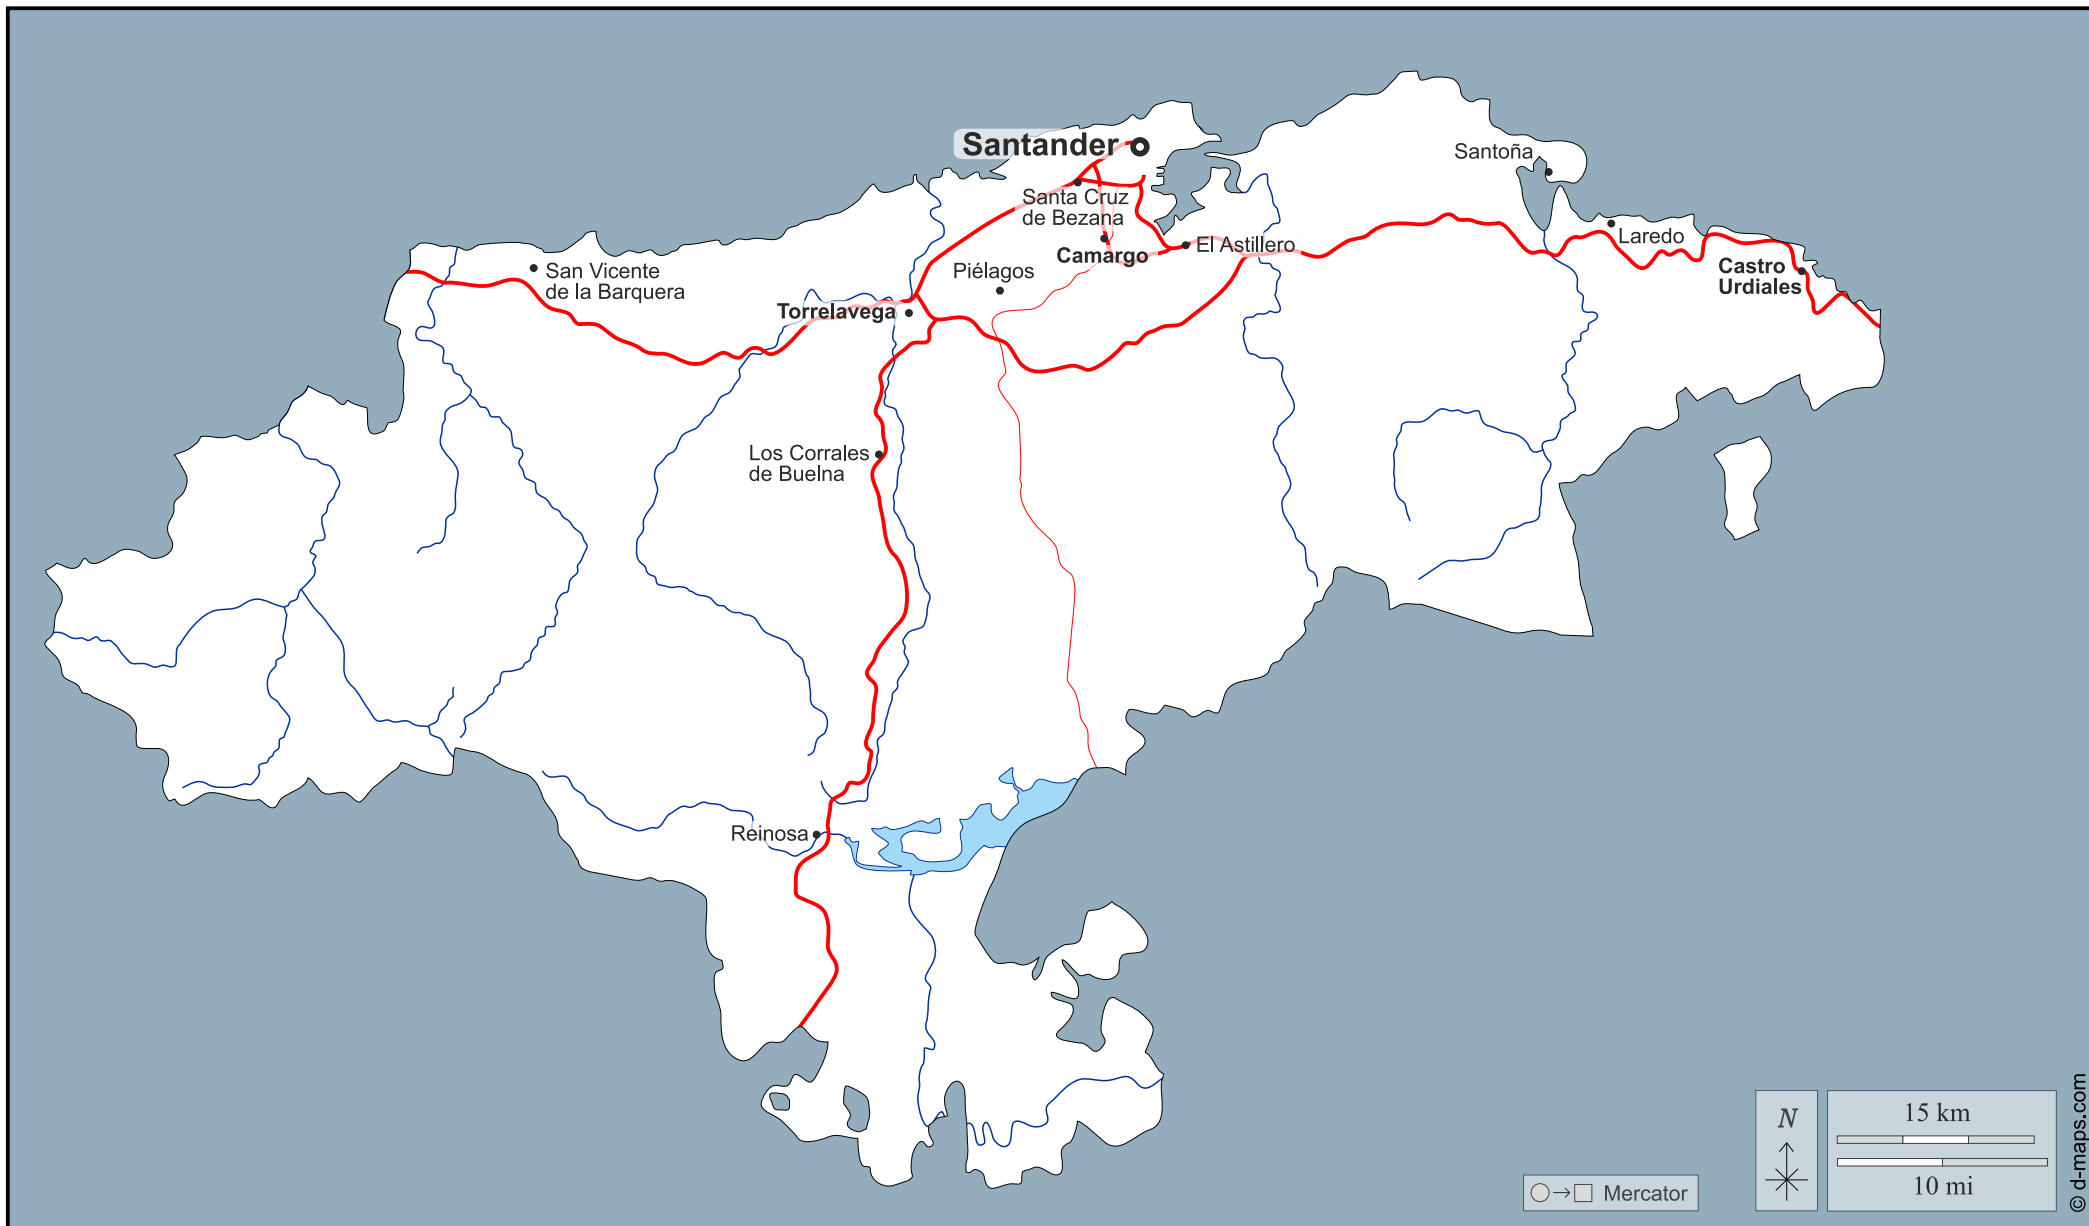 Santander
Santoña
Santa Cruz
de Bezana
Laredo
El Astillero
Camargo
Castro
Urdiales
San Vicente
de la Barquera
Piélagos
Torrelavega
Los Corrales
de Buelna
Reinosa
N
15 km
10 mi
Mercator
© d-maps.com